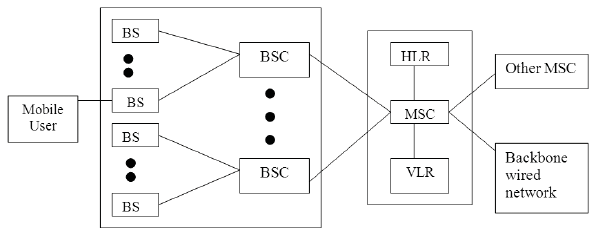 BS
BSC
HLR
Other MSC
Mobile
User
BS
MSC
BS
BSC
VLR
Backbone
wired
network
BS